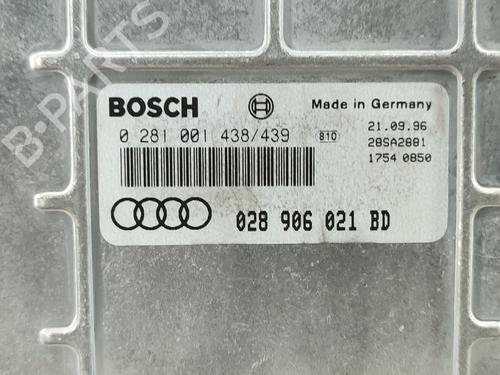 B-PARTS
BOSCH
Made in Germany
0 281 001 438/439
810
21.09.96
28SA2881
1754 0850
028 906 021 BD